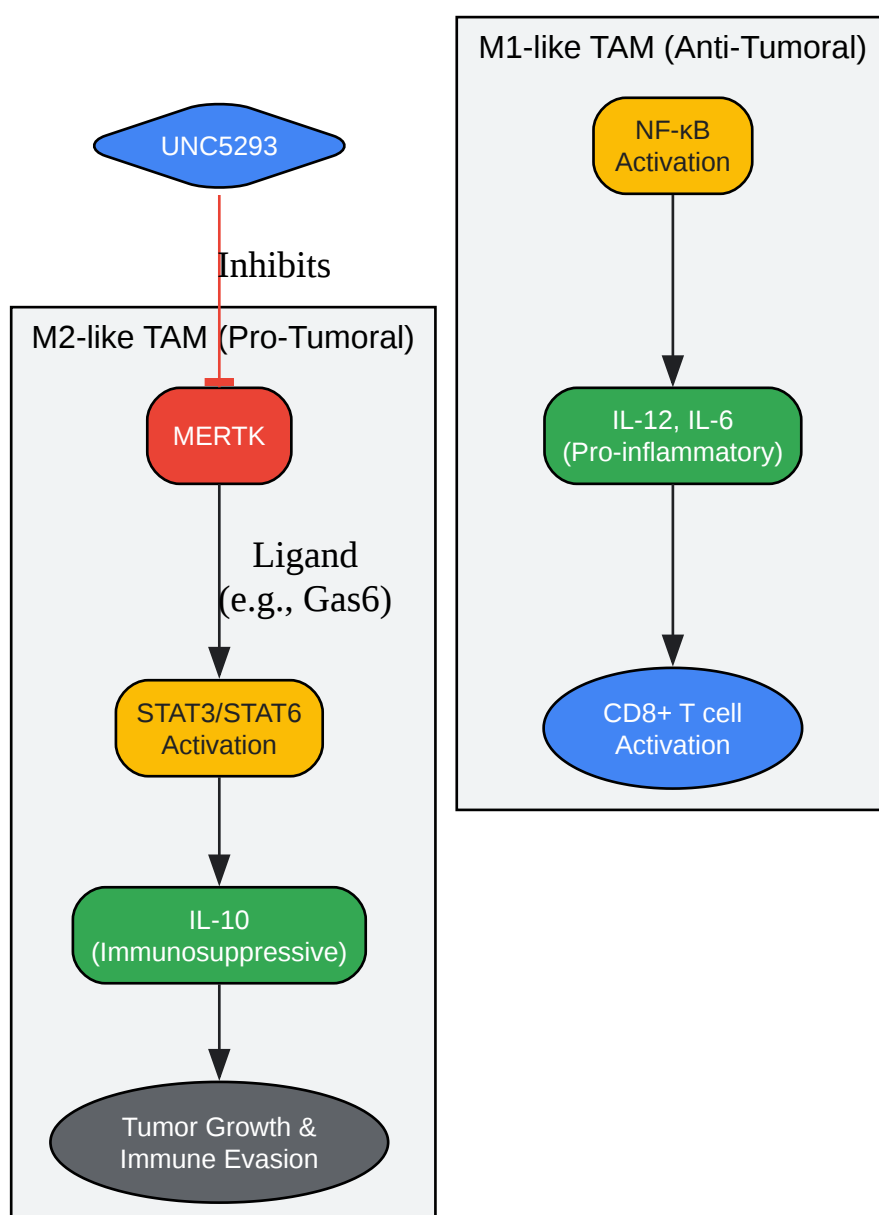 UNC5293
Inhibits
M2-like TAM (Pro-Tumoral)
MERTK
Ligand
(e.g., Gas6)
STAT3/STAT6
Activation
IL-10
(Immunosuppressive)
Tumor Growth &
Immune Evasion
M1-like TAM (Anti-Tumoral)
NF-κB
Activation
IL-12, IL-6
(Pro-inflammatory)
CD8+ T cell
Activation